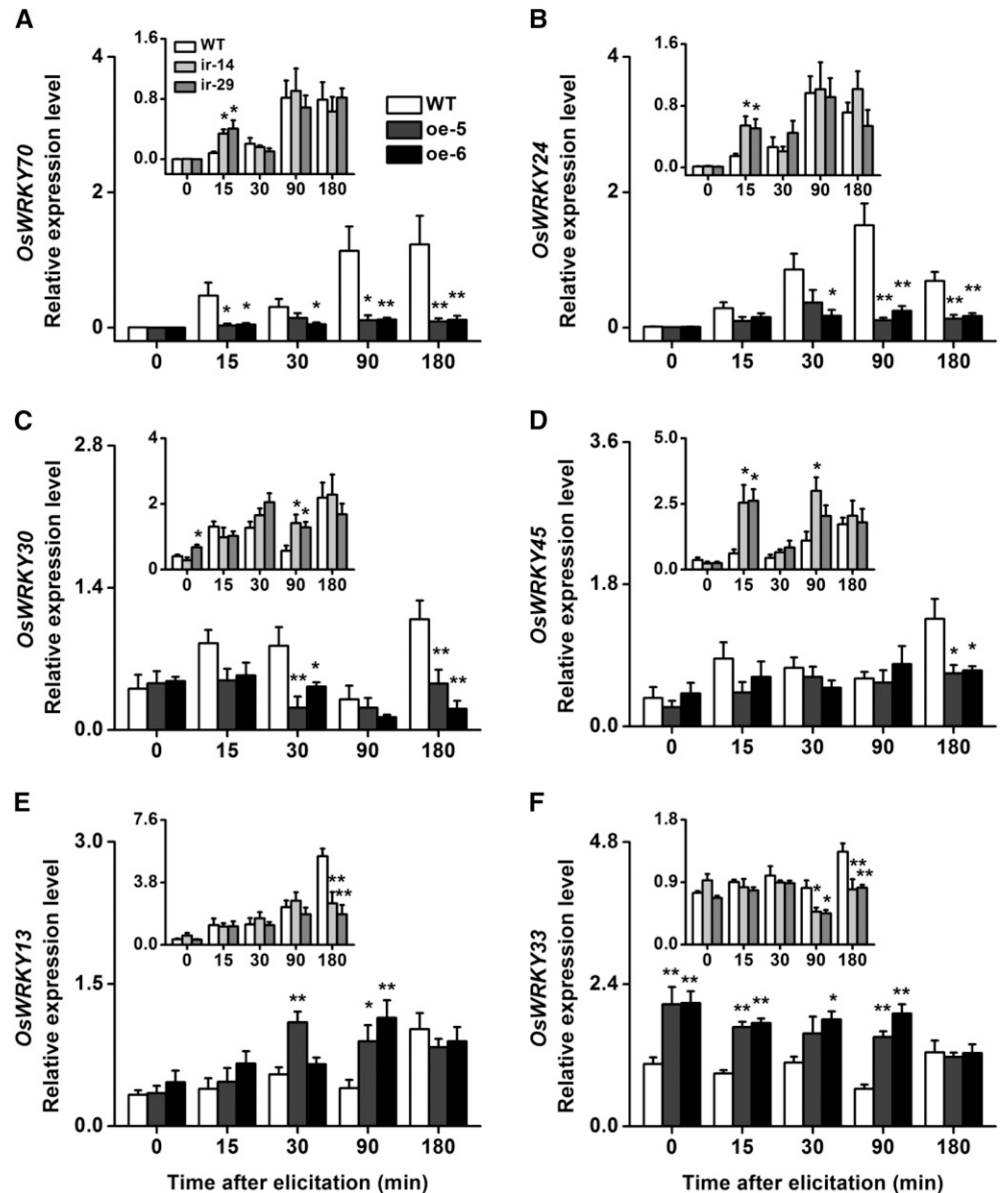 A
OsWRKY70
Relative expression level
4
2
0
0 15 30 90 180
1.6
0.8
0.0
0 15 30 90 180
WT
ir-14
ir-29
* *
WT
oe-5
oe-6
* * * * ** ** **
B
OsWRKY24
Relative expression level
4
2
0
0 15 30 90 180
1.6
0.8
0.0
0 15 30 90 180
* *
* ** ** ** **
C
OsWRKY30
Relative expression level
2.8
1.4
0.0
0 15 30 90 180
4
2
0
0 15 30 90 180
* * *
** * ** **
D
OsWRKY45
Relative expression level
3.6
1.8
0.0
0 15 30 90 180
5.0
2.5
0.0
0 15 30 90 180
* * *
* *
E
OsWRKY13
Relative expression level
3.0
1.5
0.0
0 15 30 90 180
7.6
3.8
0.0
0 15 30 90 180
** **
** * **
Time after elicitation (min)
F
OsWRKY33
Relative expression level
4.8
2.4
0.0
0 15 30 90 180
1.8
0.9
0.0
0 15 30 90 180
* * ** **
** ** ** ** * ** **
Time after elicitation (min)